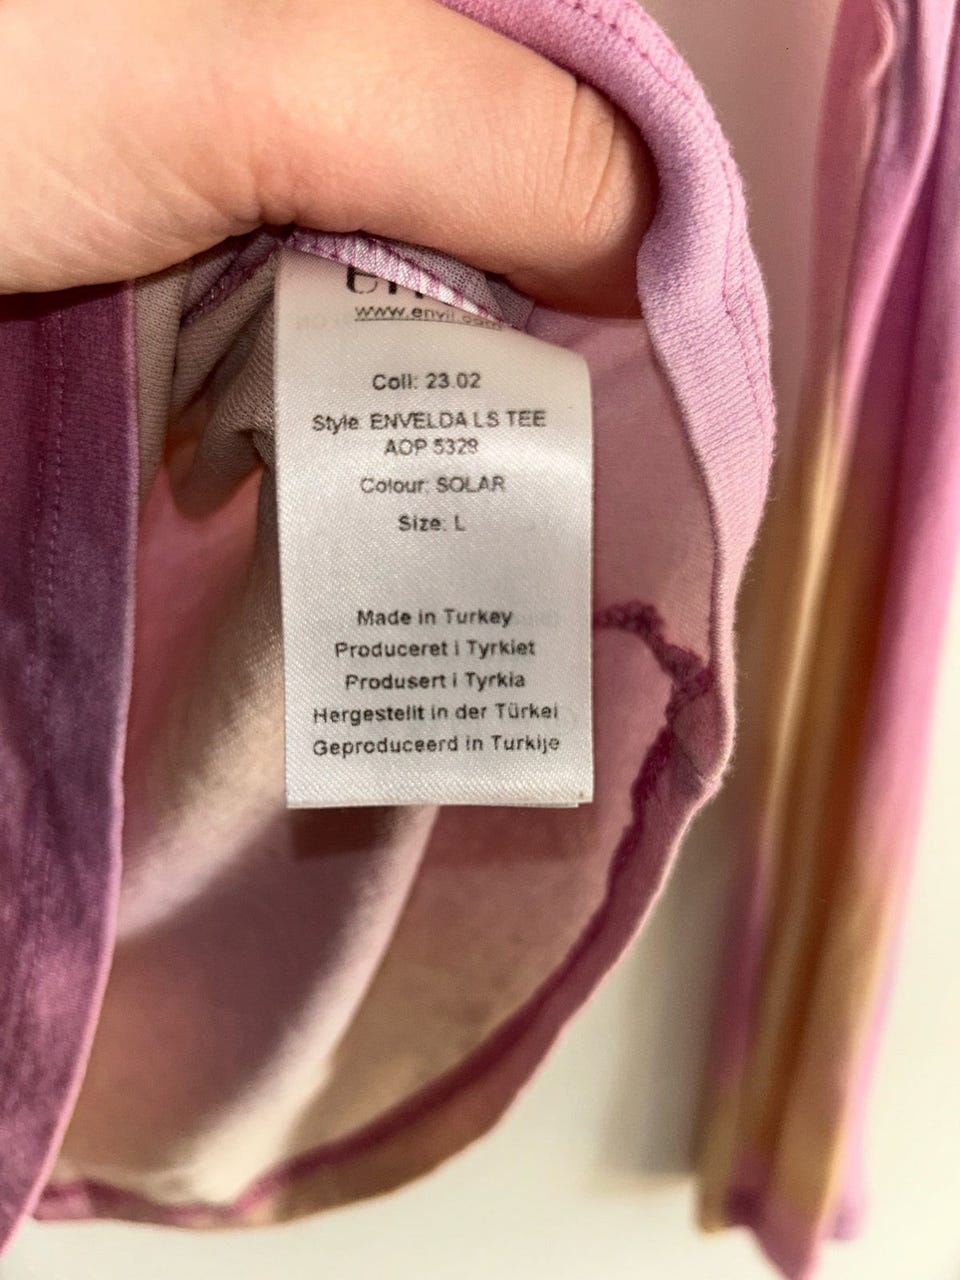 www.envii.com
Coll: 23.02
Style: ENVELDA LS TEE
AOP 5329
Colour: SOLAR
Size: L
Made in Turkey
Produceret i Tyrkiet
Produsert i Tyrkia
Hergestellt in der Türkei
Geproduceerd in Turkije